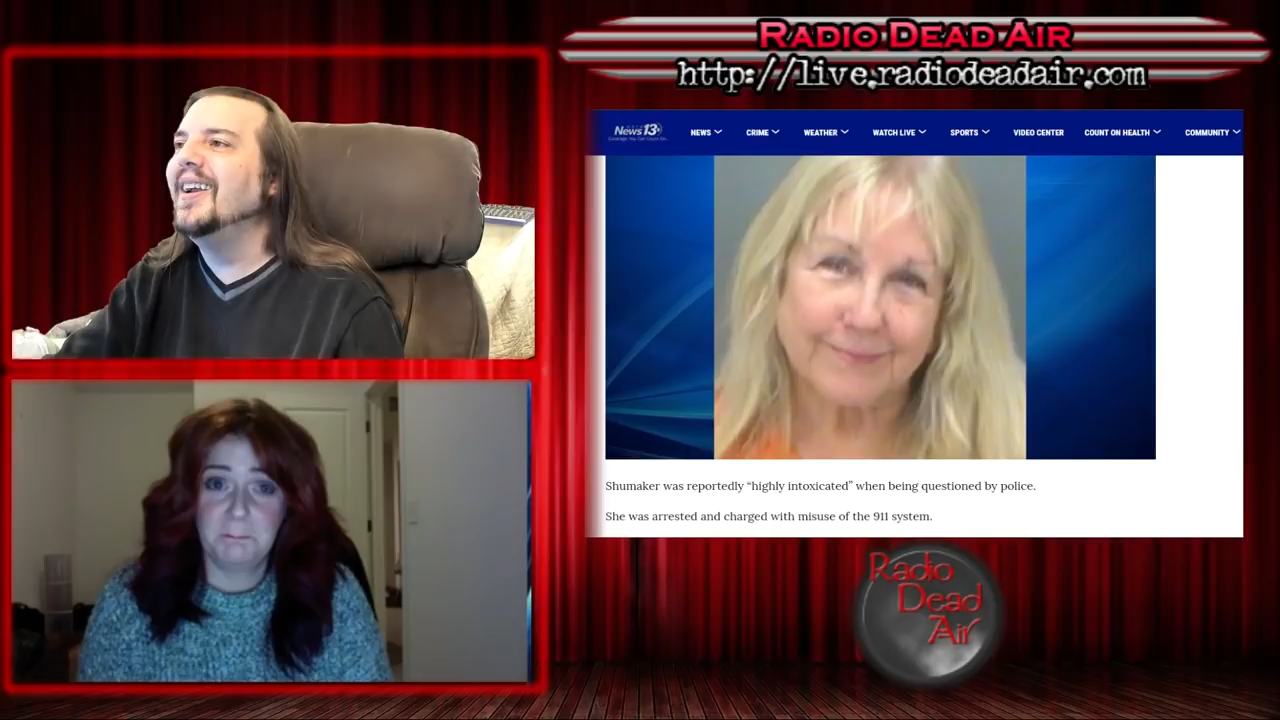 RADIO DEAD AIR
http://live.radiodeadair.com
News 13
NEWS CRIME WEATHER WATCH LIVE SPORTS VIDEO CENTER COUNT ON HEALTH COMMUNITY
Shumaker was reportedly “highly intoxicated” when being questioned by police.
She was arrested and charged with misuse of the 911 system.
Radio
Dead
Air